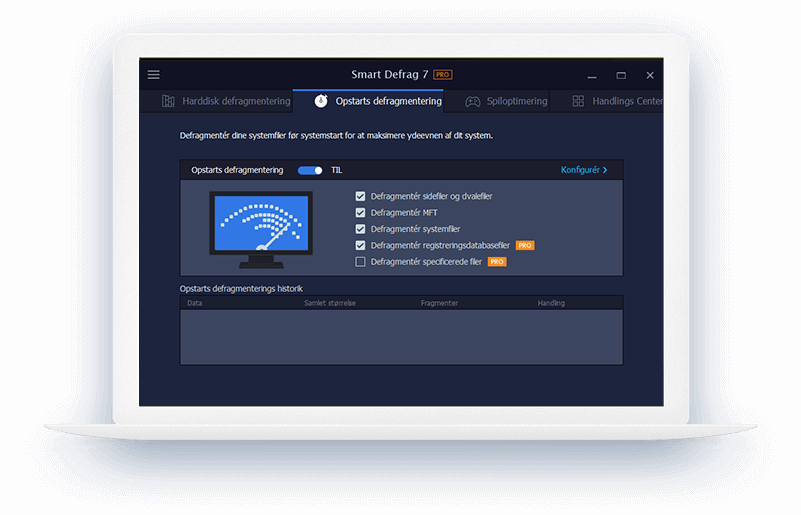 Smart Defrag 7 PRO
Harddisk defragmentering
Opstarts defragmentering
Spiloptimering
Handlings Center
Defragmentér dine systemfiler før systemstart for at maksimere ydeevnen af dit system.
Opstarts defragmentering TIL Konfigurér >
Defragmentér sidefiler og dvalefiler
Defragmentér MFT
Defragmentér systemfiler
Defragmentér registreringsdatabasefiler PRO
Defragmentér specificerede filer PRO
Opstarts defragmenterings historik
Data Samlet størrelse Fragmenter Handling